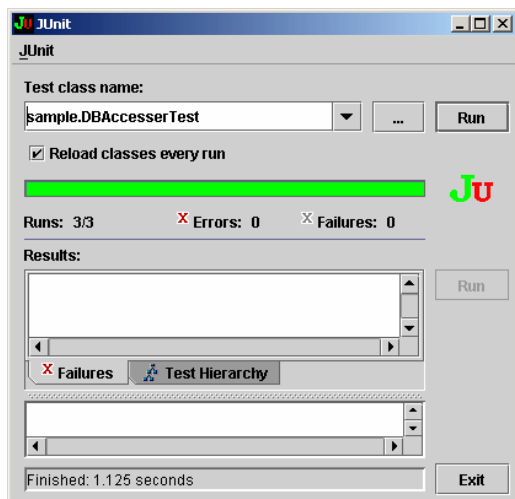 JU JUnit
JUnit
Test class name:
sample.DBAccesserTest
...
Run
Reload classes every run
JU
Runs: 3/3
X Errors: 0
X Failures: 0
Results:
Run
X Failures
Test Hierarchy
Finished: 1.125 seconds
Exit